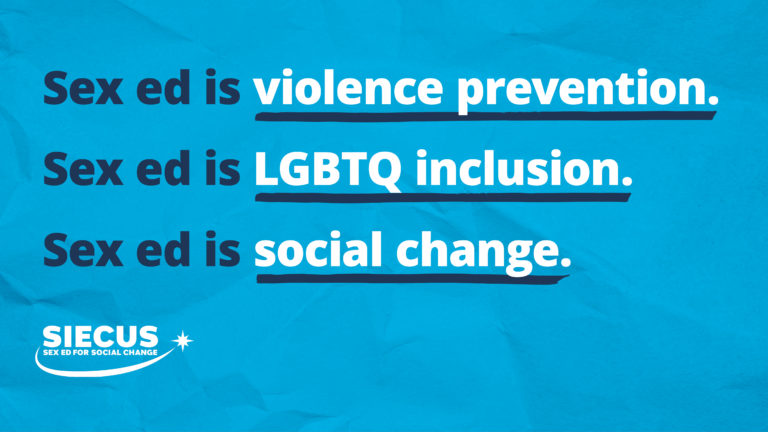 Sex ed is violence prevention.
Sex ed is LGBTQ inclusion.
Sex ed is social change.
SIECUS
SEX ED FOR SOCIAL CHANGE